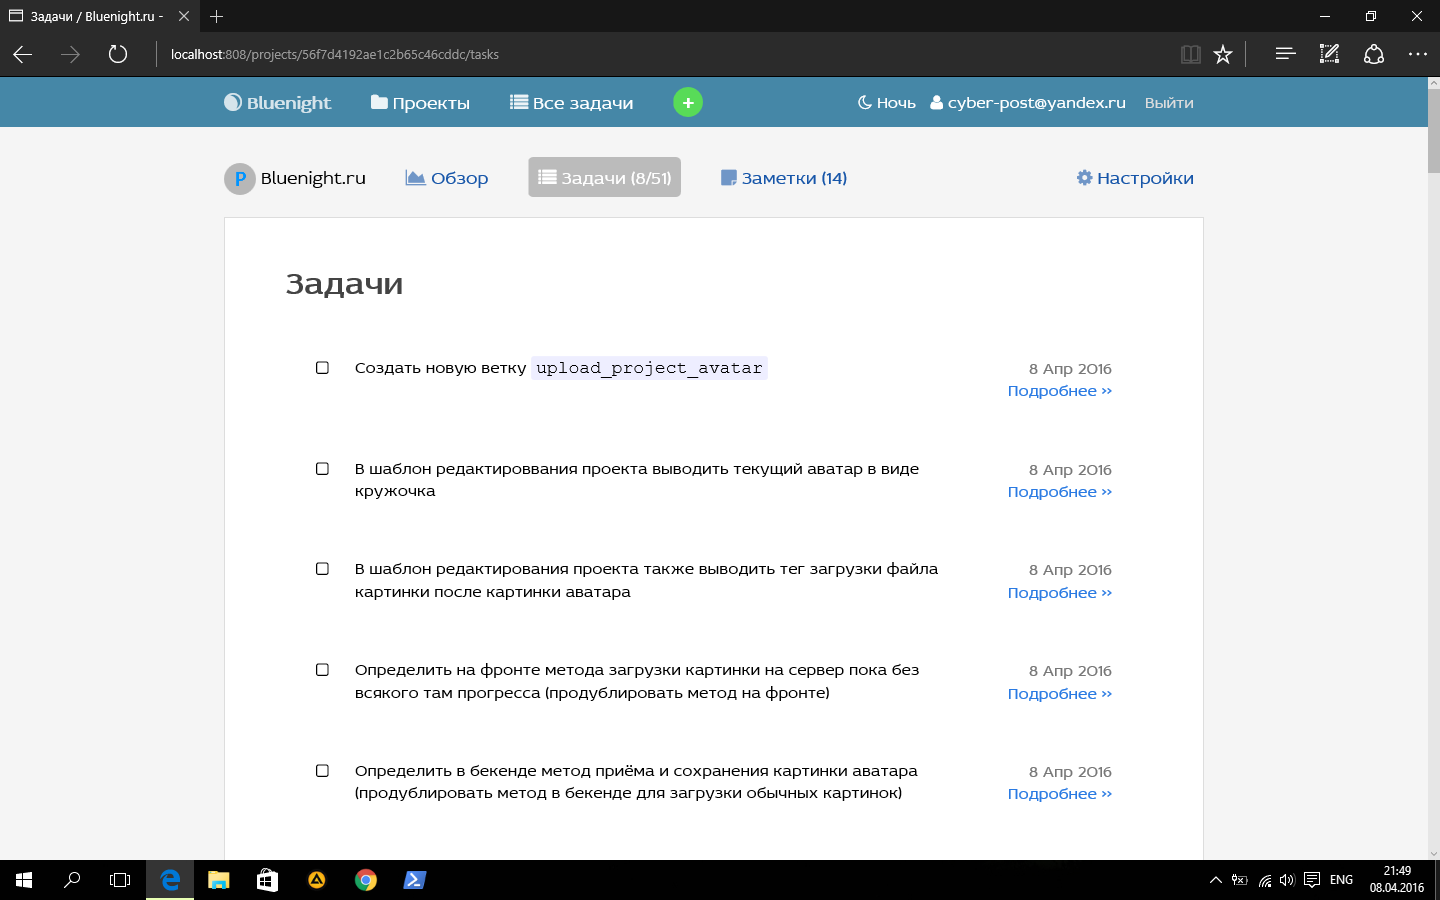 Задачи / Bluenight.ru -
localhost:808/projects/56f7d4192ae1c2b65c46cddc/tasks
Bluenight Проекты Все задачи + Ночь cyber-post@yandex.ru Выйти
P Bluenight.ru Обзор Задачи (8/51) Заметки (14) Настройки
Задачи
Создать новую ветку upload_project_avatar 8 Апр 2016
Подробнее >>
В шаблон редактироввания проекта выводить текущий аватар в виде 8 Апр 2016
кружочка Подробнее >>
В шаблон редактирования проекта также выводить тег загрузки файла 8 Апр 2016
картинки после картинки аватара Подробнее >>
Определить на фронте метода загрузки картинки на сервер пока без 8 Апр 2016
всякого там прогресса (продублировать метод на фронте) Подробнее >>
Определить в бекенде метод приёма и сохранения картинки аватара 8 Апр 2016
(продублировать метод в бекенде для загрузки обычных картинок) Подробнее >>
ENG 21:49
08.04.2016